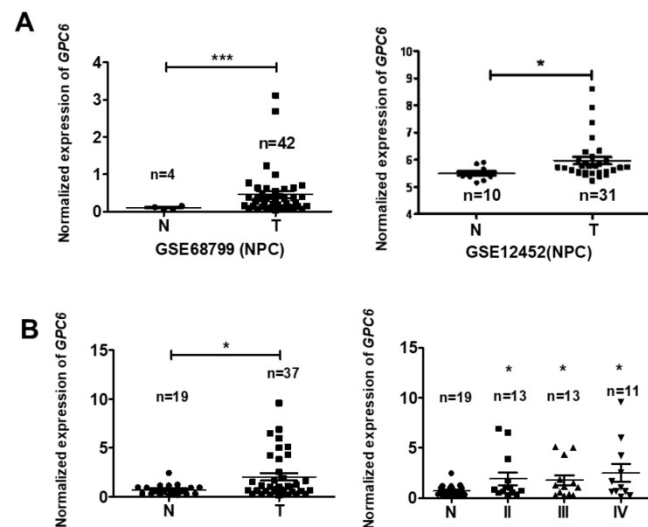 A
Normalized expression of GPC6
4
3
2
1
0
***
n=4
n=42
N
T
GSE68799 (NPC)
Normalized expression of GPC6
10
9
8
7
6
5
4
*
n=10
n=31
N
T
GSE12452(NPC)
B
Normalized expression of GPC6
15
10
5
0
*
n=19
n=37
N
T
Normalized expression of GPC6
15
10
5
0
* * *
n=19 n=13 n=13 n=11
N II III IV